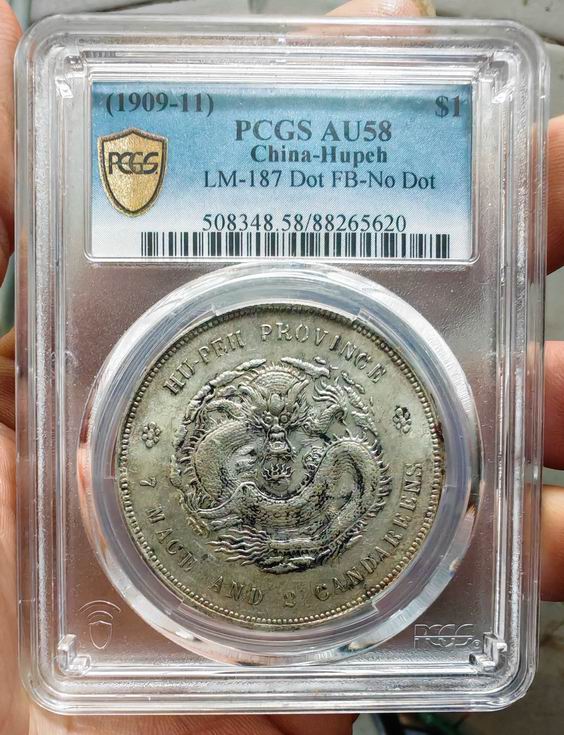 (1909-11) $1
PCGS AU58
China-Hupeh
LM-187 Dot FB-No Dot
508348.58/88265620
PCGS
HU-PEH PROVINCE
7 MACE AND 2 CANDAREENS
PCGS